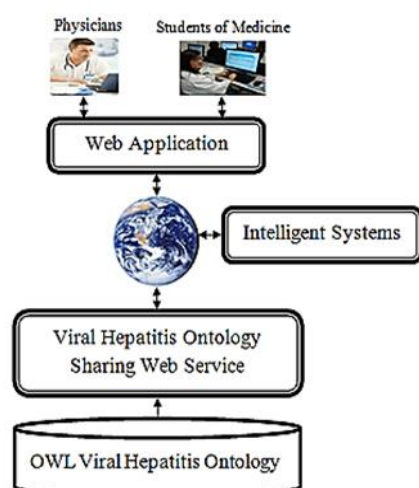 Physicians
Students of Medicine
Web Application
Intelligent Systems
Viral Hepatitis Ontology
Sharing Web Service
OWL Viral Hepatitis Ontology